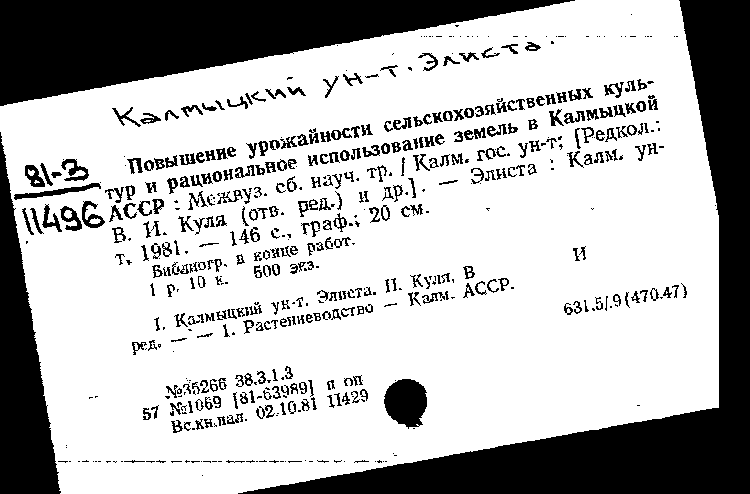 Калмыцкий ун-т. Элиста.
81-3
11496
Повышение урожайности сельскохозяйственных куль-
тур и рациональное использование земель в Калмыцкой
АССР : Межвуз. сб. науч. тр. / Калм. гос. ун-т; [Редкол.:
В. И. Куля (отв. ред.) и др.]. — Элиста : Калм. ун-
т, 1981. — 146 с., граф.; 20 см.
Библиогр. в конце работ.
1 р. 10 к. 500 экз.
I. Калмыцкий ун-т. Элиста. II. Куля, В И
ред. — — 1. Растениеводство — Калм. АССР.
631.5/.9(470.47)
№35266 38.3.1.3
57 №1069 [81-63989] п оп
Вс.кн.пал. 02.10.81 П429